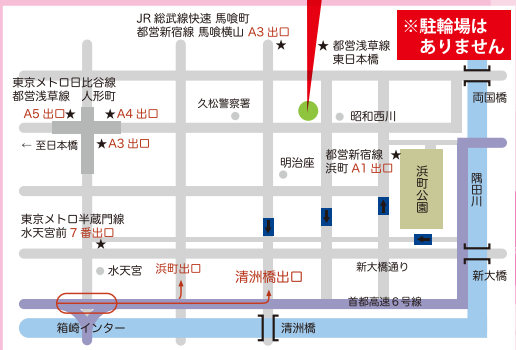 JR 総武線快速 馬喰町
都営新宿線 馬喰横山 A3 出口
★
※駐輪場は
ありません
★ 都営浅草線
東日本橋
東京メトロ日比谷線
都営浅草線 人形町
A5 出口★ ★A4 出口
★A3 出口
← 至日本橋
久松警察署
昭和西川
両国橋
明治座
都営新宿線 ★
浜町 A1 出口
浜町公園
隅田川
東京メトロ半蔵門線
水天宮前 7 番出口
★
水天宮
浜町出口
清洲橋出口
新大橋通り
新大橋
首都高速6号線
箱崎インター
清洲橋